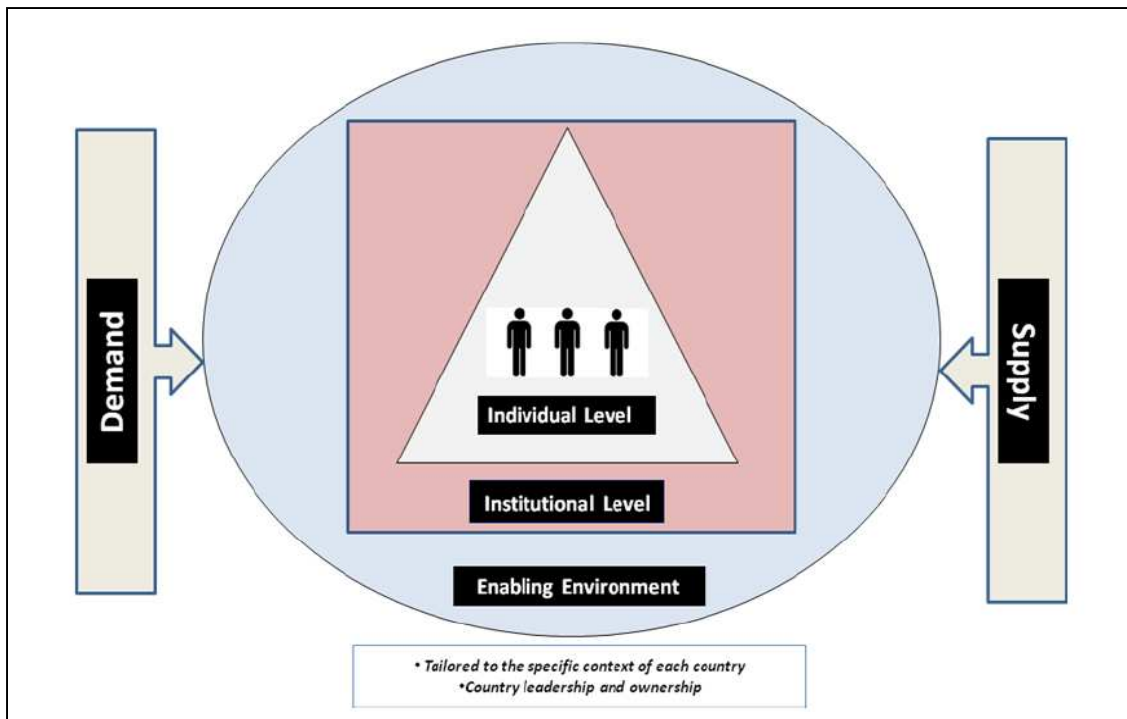 Demand
Supply
Individual Level
Institutional Level
Enabling Environment
• Tailored to the specific context of each country
•Country leadership and ownership